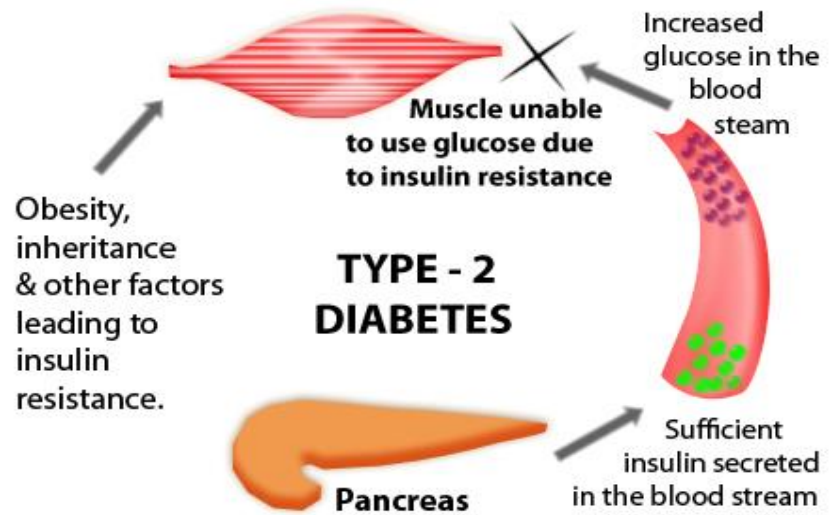 Increased
glucose in the
blood
steam
Muscle unable
to use glucose due
to insulin resistance
Obesity,
inheritance
& other factors
leading to
insulin
resistance.
TYPE - 2
DIABETES
Pancreas
Sufficient
insulin secreted
in the blood stream